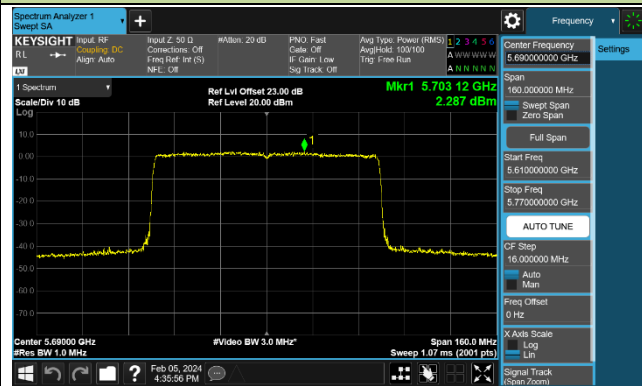 Spectrum Analyzer 1
Swept SA
Frequency
KEYSIGHT
RL
LXI
Input: RF
Coupling: DC
Align: Auto
Input Z: 50 Ω
Corrections: Off
Freq Ref: Int (S)
NFE: Off
#Atten: 20 dB
PNO: Fast
Gate: Off
IF Gain: Low
Sig Track: Off
Avg Type: Power (RMS)
Avg|Hold: 100/100
Trig: Free Run
1 2 3 4 5 6
A W W W W W
A N N N N N
1 Spectrum
Scale/Div 10 dB
Log
Ref Lvl Offset 23.00 dB
Ref Level 20.00 dBm
Mkr1 5.703 12 GHz
2.287 dBm
1
10.0
0.00
-10.0
-20.0
-30.0
-40.0
-50.0
-60.0
-70.0
Center 5.69000 GHz
#Res BW 1.0 MHz
#Video BW 3.0 MHz*
Span 160.0 MHz
Sweep 1.07 ms (2001 pts)
Feb 05, 2024
4:35:56 PM
Center Frequency
5.690000000 GHz
Settings
Span
160.000000 MHz
Swept Span
Zero Span
Full Span
Start Freq
5.610000000 GHz
Stop Freq
5.770000000 GHz
AUTO TUNE
CF Step
16.000000 MHz
Auto
Man
Freq Offset
0 Hz
X Axis Scale
Log
Lin
Signal Track
(Span Zoom)